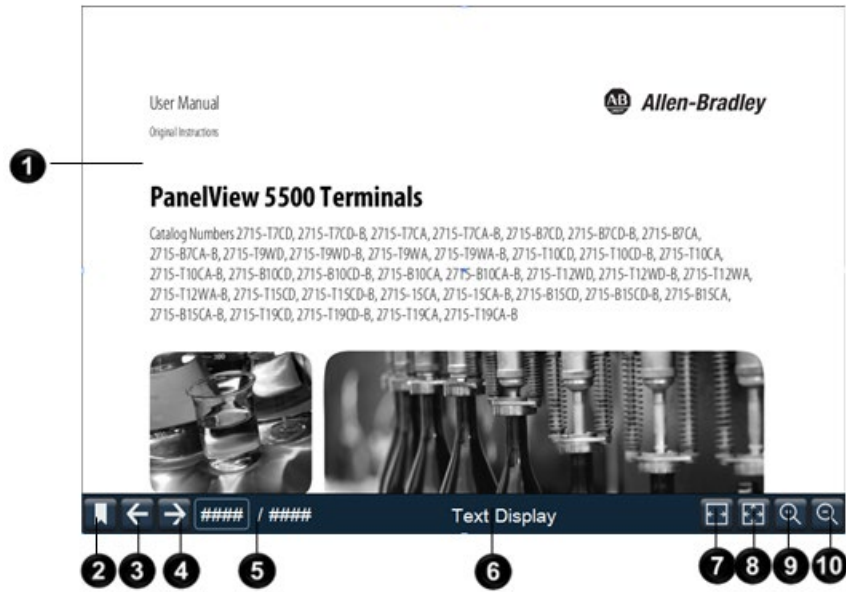 User Manual
AB Allen-Bradley
Original Instructions
1
PanelView 5500 Terminals
Catalog Numbers 2715-T7CD, 2715-T7CD-B, 2715-T7CA, 2715-T7CA-B, 2715-B7CD, 2715-B7CD-B, 2715-B7CA,
2715-B7CA-B, 2715-T9WD, 2715-T9WD-B, 2715-T9WA, 2715-T9WA-B, 2715-T10CD, 2715-T10CD-B, 2715-T10CA,
2715-T10CA-B, 2715-B10CD, 2715-B10CD-B, 2715-B10CA, 2715-B10CA-B, 2715-T12WD, 2715-T12WD-B, 2715-T12WA,
2715-T12WA-B, 2715-T15CD, 2715-T15CD-B, 2715-15CA, 2715-15CA-B, 2715-B15CD, 2715-B15CD-B, 2715-B15CA,
2715-B15CA-B, 2715-T19CD, 2715-T19CD-B, 2715-T19CA, 2715-T19CA-B
#### / #### Text Display
2 3 4 5 6 7 8 9 10